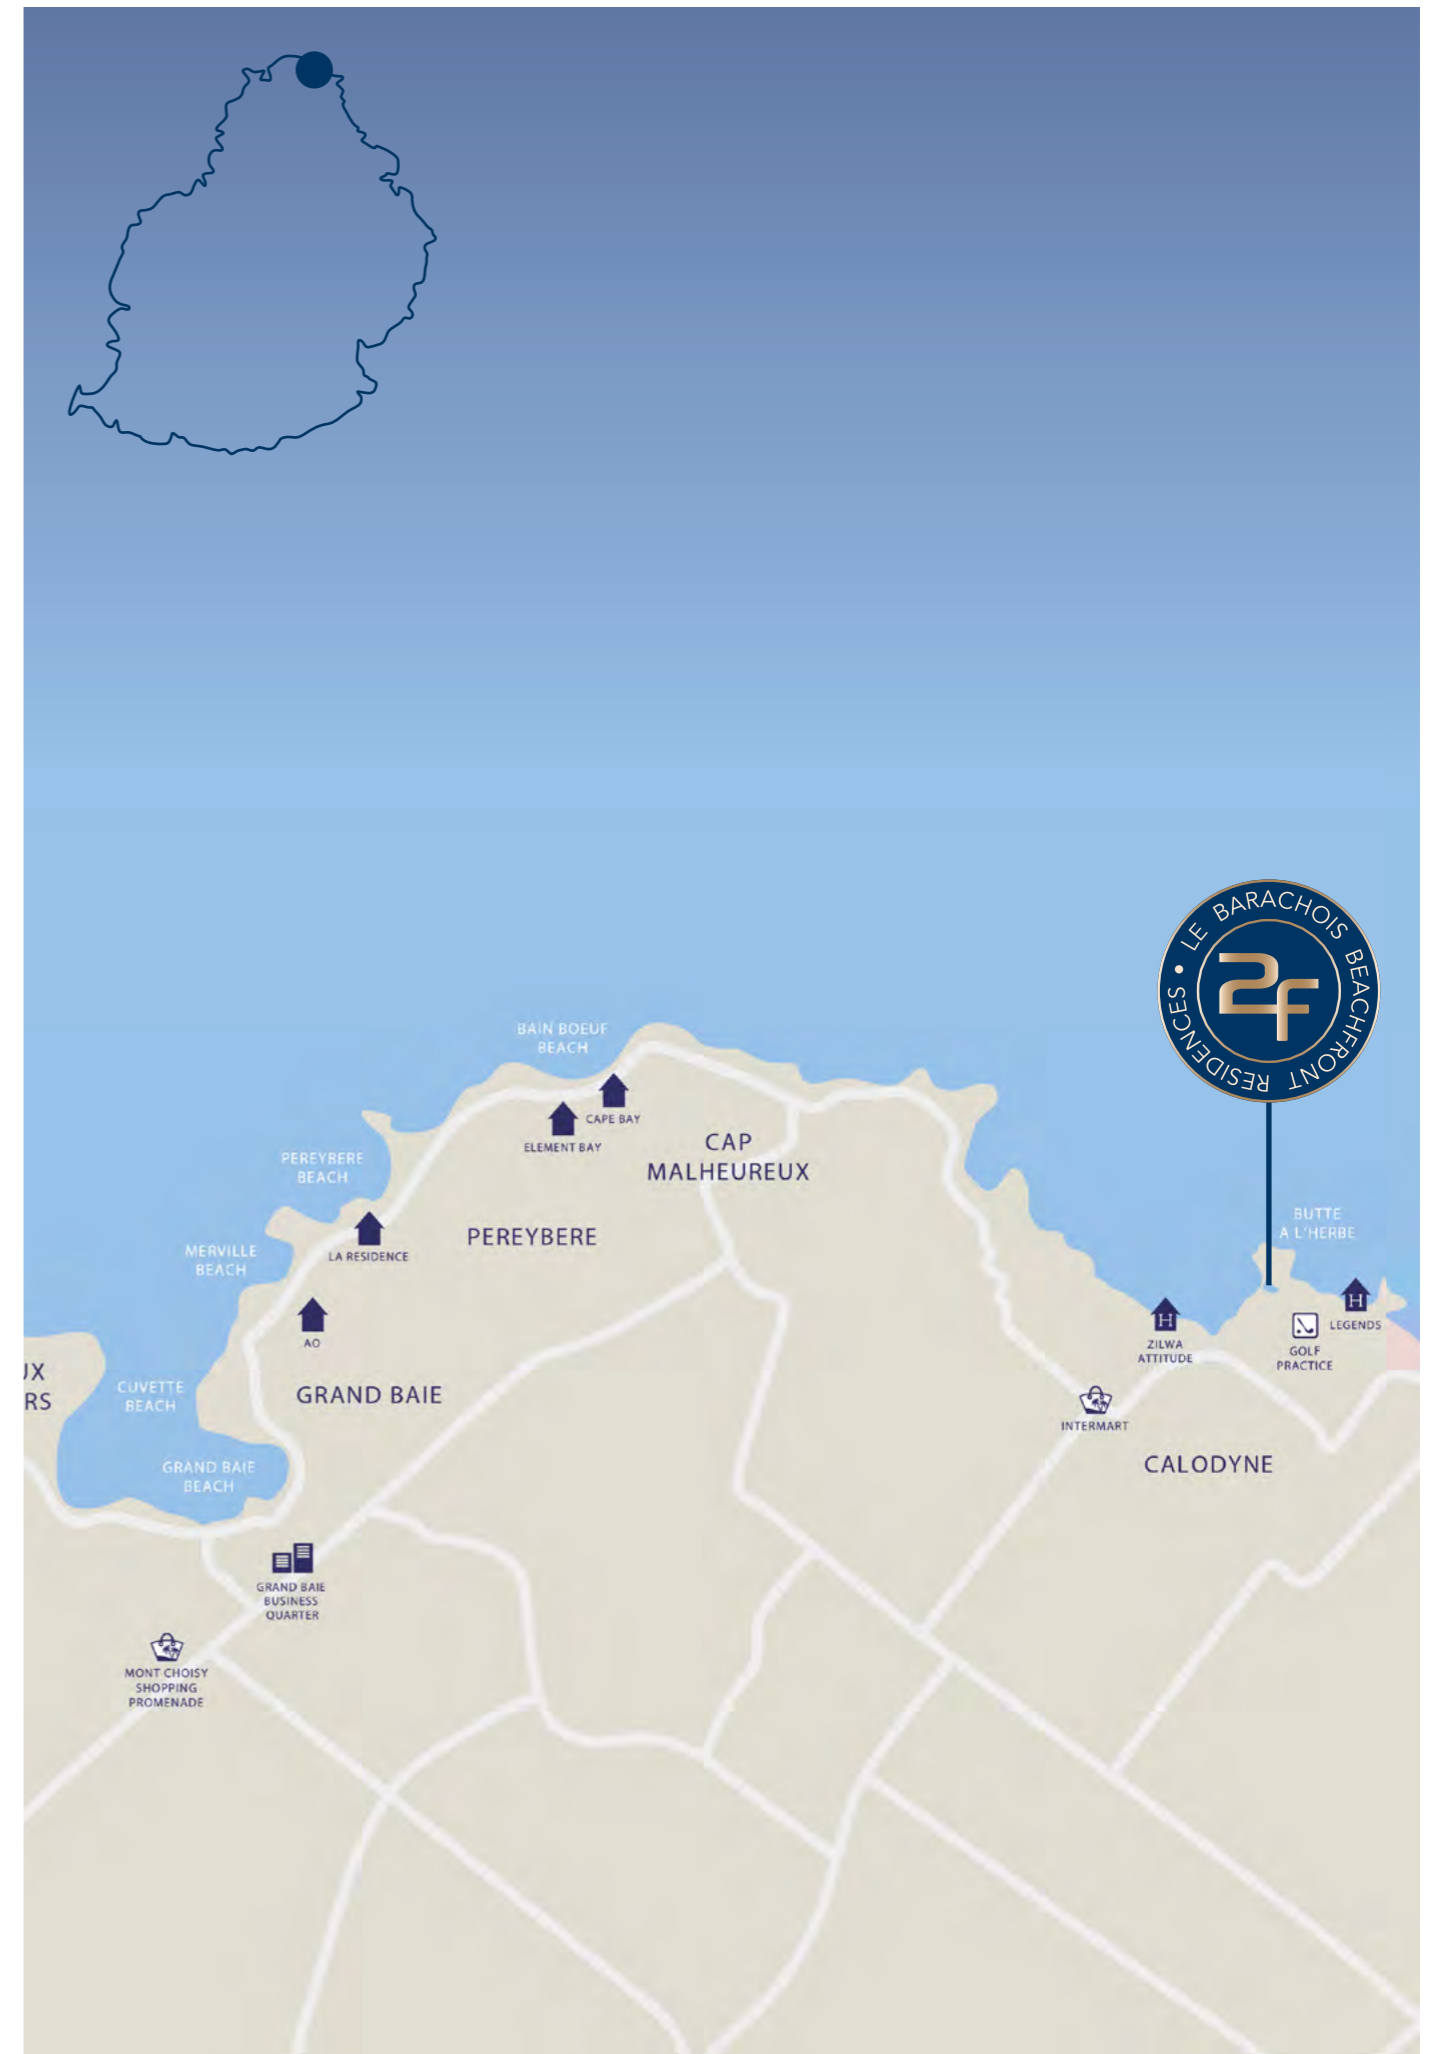 LE BARACHOIS BEACHFRONT RESIDENCES •
2f
BAIN BOEUF
BEACH
CAPE BAY
ELEMENT BAY
CAP
MALHEUREUX
PEREYBERE
BEACH
BUTTE
A L'HERBE
PEREYBERE
MERVILLE
BEACH
LA RESIDENCE
H
LEGENDS
H
ZILWA
ATTITUDE
GOLF
PRACTICE
AO
UX
RS
CUVETTE
BEACH
GRAND BAIE
INTERMART
CALODYNE
GRAND BAIE
BEACH
GRAND BAIE
BUSINESS
QUARTER
MONT CHOISY
SHOPPING
PROMENADE